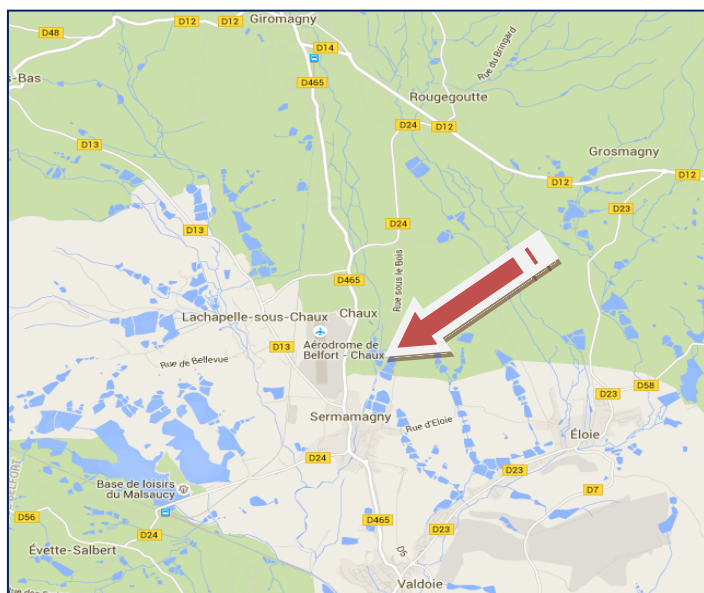 Giromagny
D12
D12
D48
D14
Rue du Bringard
s-Bas
D465
Rougegoutte
D24
D12
D13
Grosmagny
D12
D12
D23
D24
D13
Rue sous le Bois
D465
Lachapelle-sous-Chaux
Chaux
Aérodrome de
Belfort - Chaux
D13
Rue de Bellevue
D58
D23
Sermamagny
Rue d'Eloie
Éloie
D24
D23
Base de loisirs
du Malsaucy
D7
D56
D465
D23
D24
Évette-Salbert
D5
Valdoie